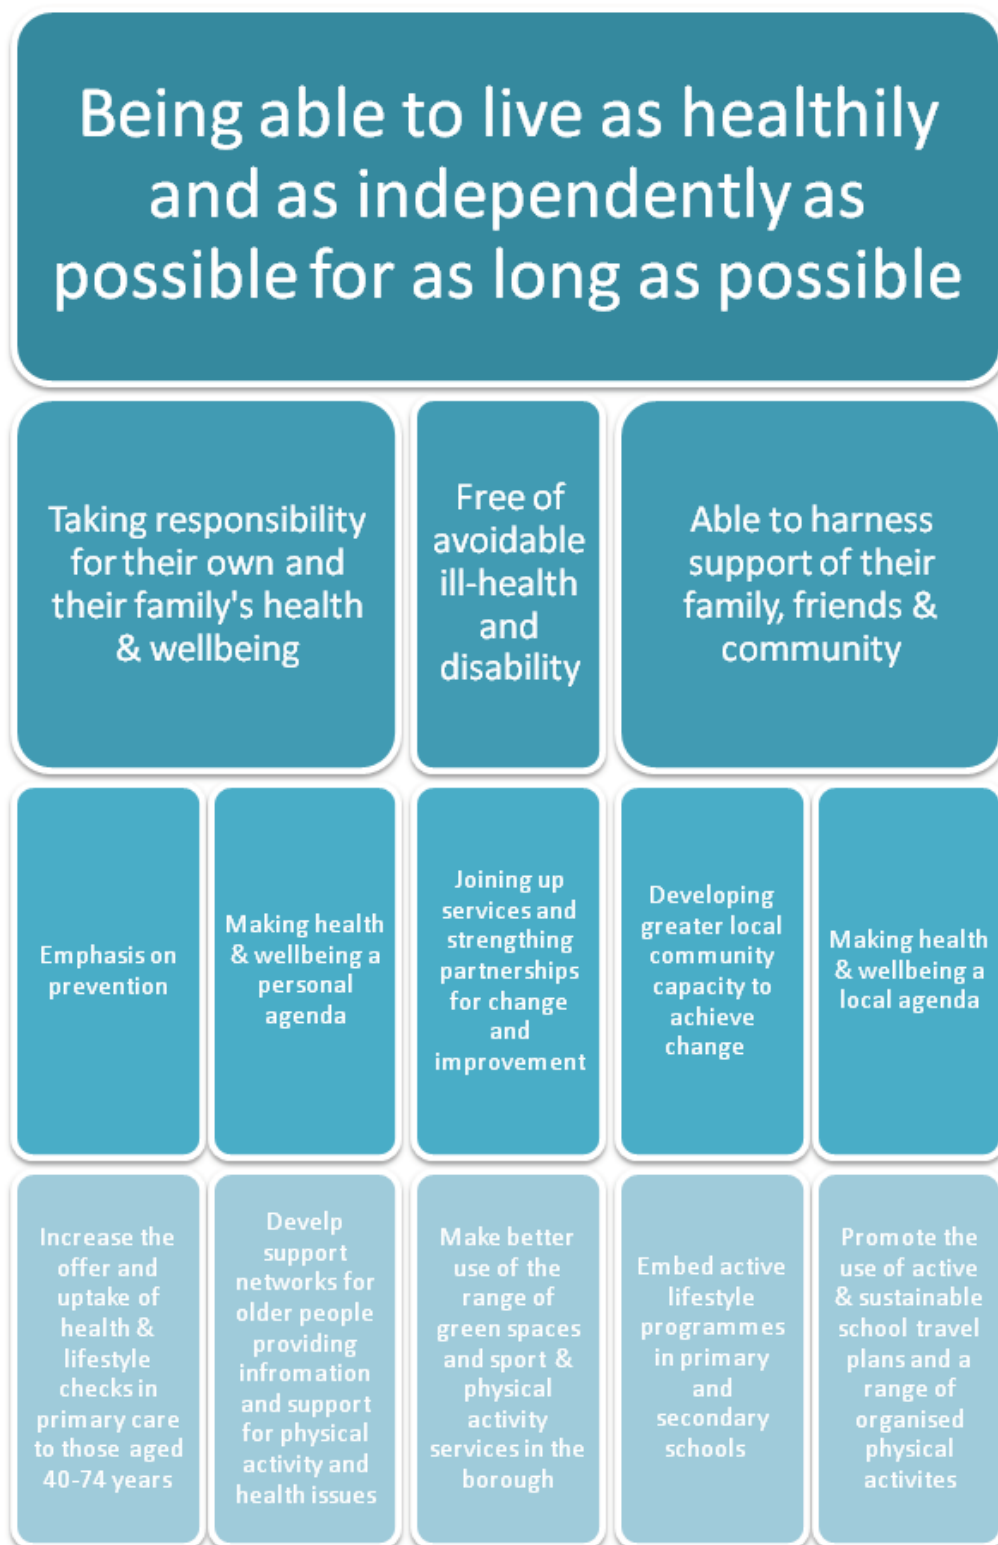 Being able to live as healthily
and as independently as
possible for as long as possible
Taking responsibility
for their own and
their family's health
& wellbeing
Free of
avoidable
ill-health
and
disability
Able to harness
support of their
family, friends &
community
Emphasis on
prevention
Making health
& wellbeing a
personal
agenda
Joining up
services and
strengthing
partnerships
for change
and
improvement
Developing
greater local
community
capacity to
achieve
change
Making health
& wellbeing a
local agenda
Increase the
offer and
uptake of
health &
lifestyle
checks in
primary care
to those aged
40-74 years
Develp
support
networks for
older people
providing
infromation
and support
for physical
activity and
health issues
Make better
use of the
range of
green spaces
and sport &
physical
activity
services in the
borough
Embed active
lifestyle
programmes
in primary
and
secondary
schools
Promote the
use of active
& sustainable
school travel
plans and a
range of
organised
physical
activites